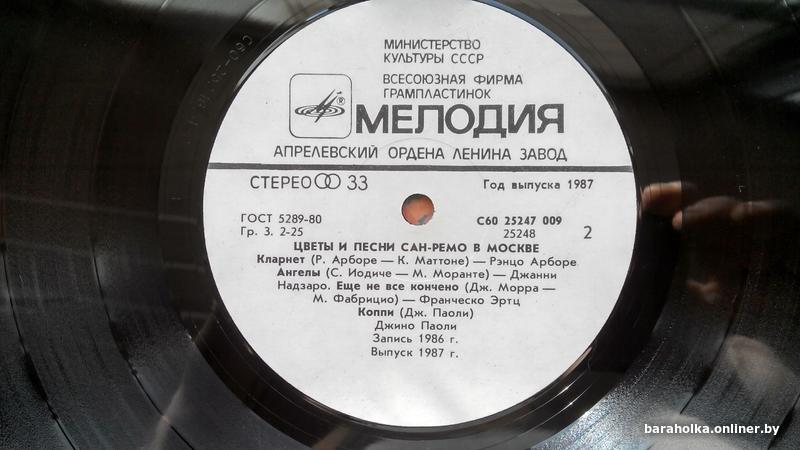 МИНИСТЕРСТВО
КУЛЬТУРЫ СССР
ВСЕСОЮЗНАЯ ФИРМА
ГРАМПЛАСТИНОК
®
МЕЛОДИЯ
АПРЕЛЕВСКИЙ ОРДЕНА ЛЕНИНА ЗАВОД
СТЕРЕО 33
Год выпуска 1987
ГОСТ 5289-80
Гр. 3. 2-25
С60 25247 009
25248
2
ЦВЕТЫ И ПЕСНИ САН-РЕМО В МОСКВЕ
Кларнет (Р. Арборе — К. Маттоне) — Рэнцо Арборе
Ангелы (С. Иодиче — М. Моранте) — Джанни
Надзаро. Еще не все кончено (Дж. Морра —
М. Фабрицио) — Франческо Эртц
Коппи (Дж. Паоли)
Джино Паоли
Запись 1986 г.
Выпуск 1987 г.
baraholka.onliner.by